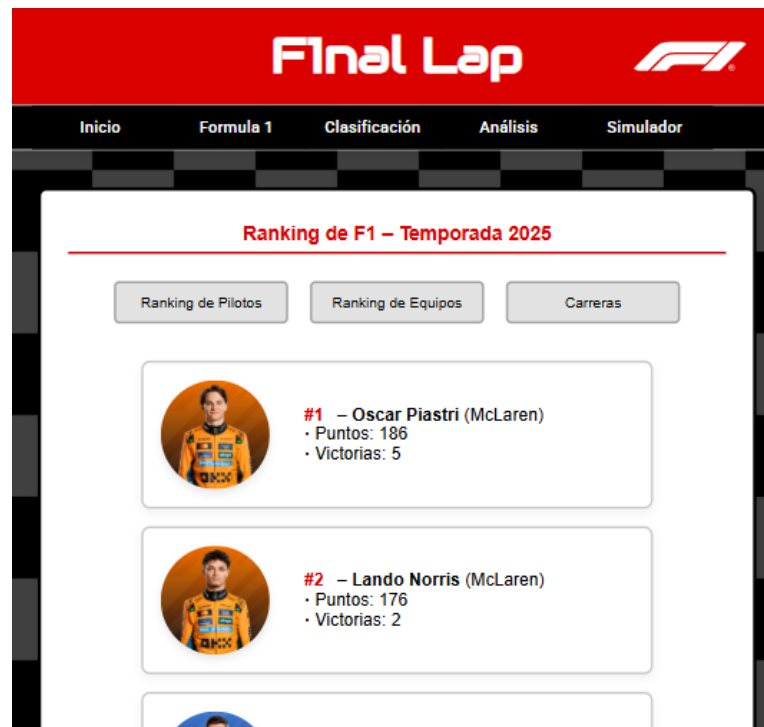 F1nal Lap
Inicio Formula 1 Clasificación Análisis Simulador
Ranking de F1 – Temporada 2025
Ranking de Pilotos Ranking de Equipos Carreras
#1 – Oscar Piastri (McLaren)
· Puntos: 186
· Victorias: 5
#2 – Lando Norris (McLaren)
· Puntos: 176
· Victorias: 2